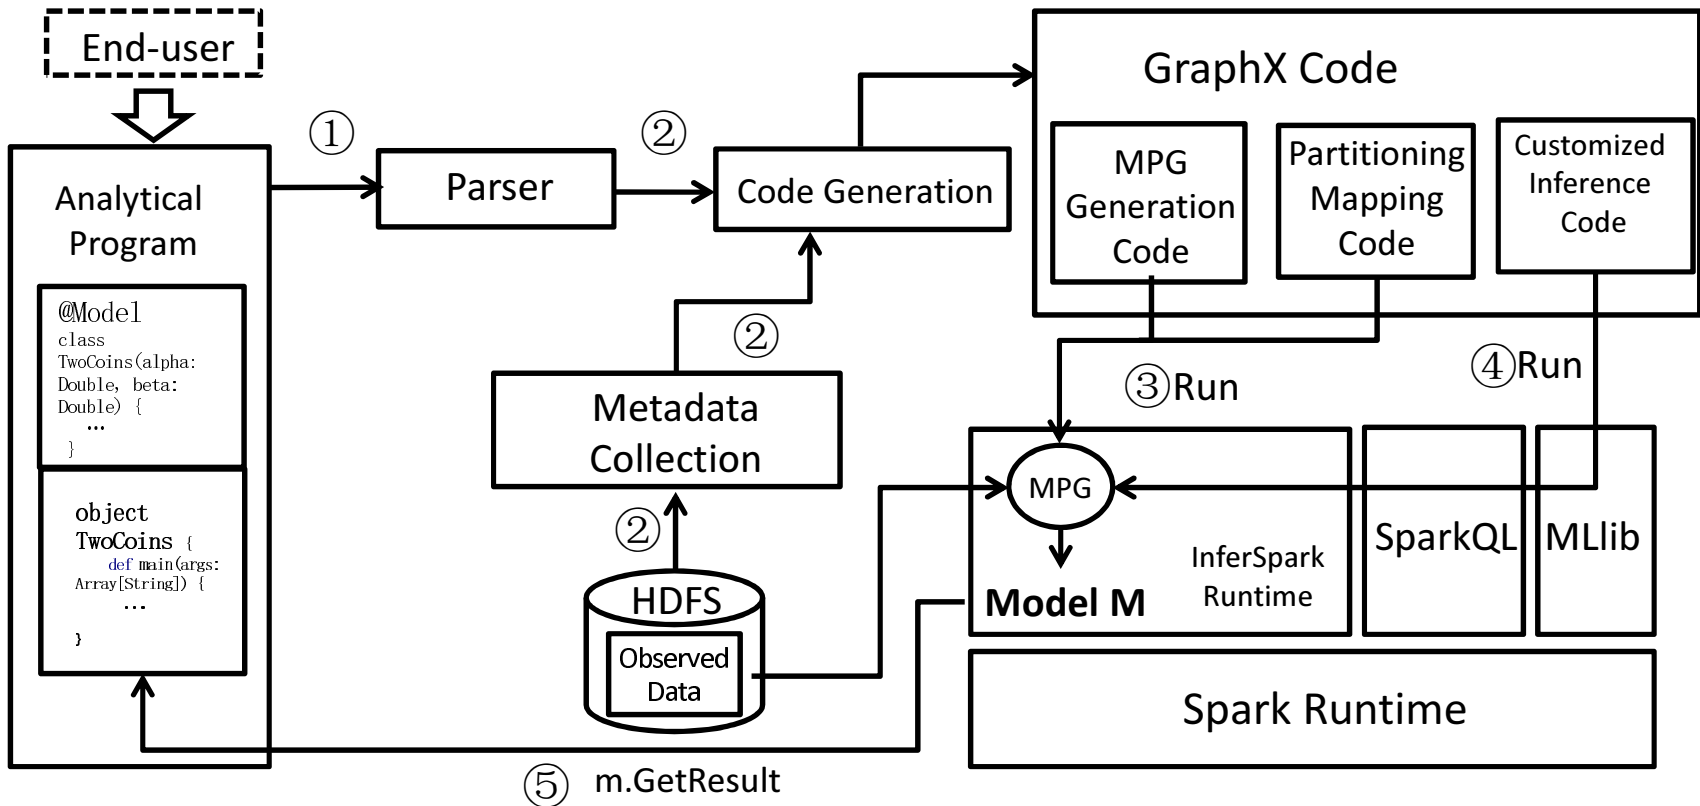 End-user
Analytical
Program
@Model
class
TwoCoins(alpha:
Double, beta:
Double) {
...
}
object
TwoCoins {
def main(args:
Array[String]) {
...
}
①
Parser
②
Code Generation
②
Metadata
Collection
②
HDFS
Observed
Data
GraphX Code
MPG
Generation
Code
Partitioning
Mapping
Code
Customized
Inference
Code
③Run
④Run
MPG
Model M
InferSpark
Runtime
SparkQL
MLlib
Spark Runtime
⑤ m.GetResult